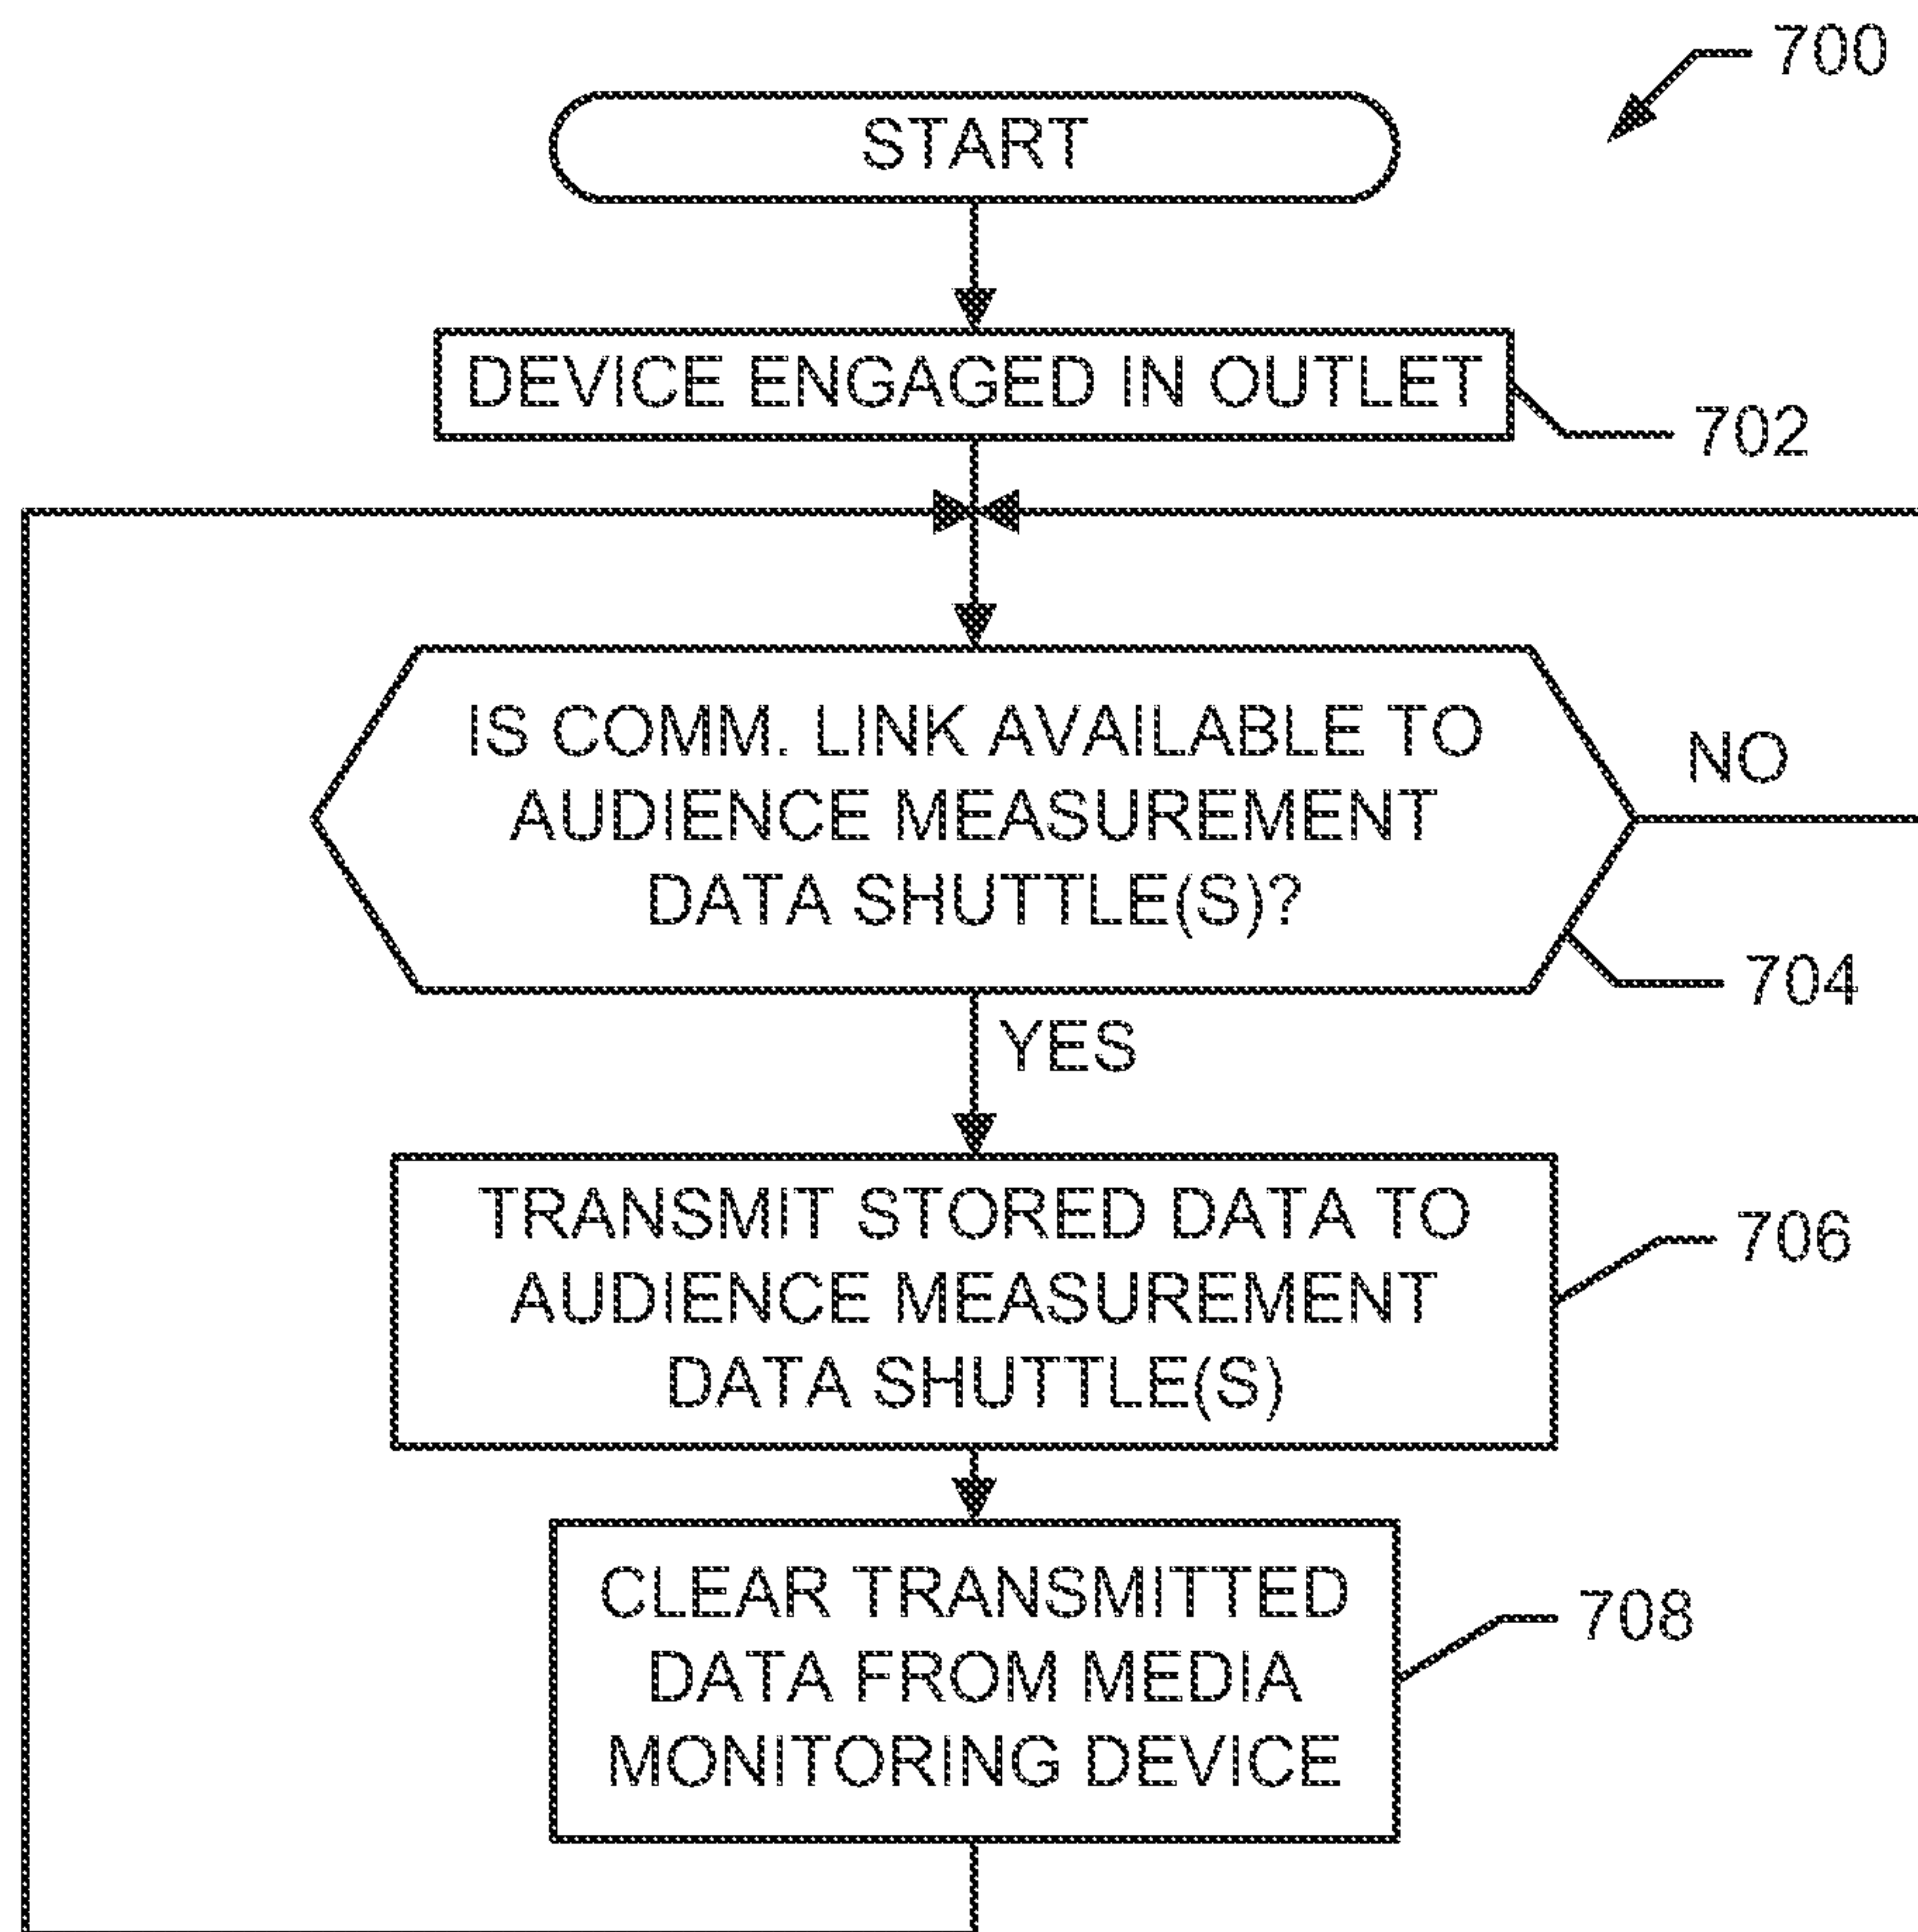 700
START
DEVICE ENGAGED IN OUTLET
702
IS COMM. LINK AVAILABLE TO
AUDIENCE MEASUREMENT
DATA SHUTTLE(S)?
NO
704
YES
TRANSMIT STORED DATA TO
AUDIENCE MEASUREMENT
DATA SHUTTLE(S)
706
CLEAR TRANSMITTED
DATA FROM MEDIA
MONITORING DEVICE
708